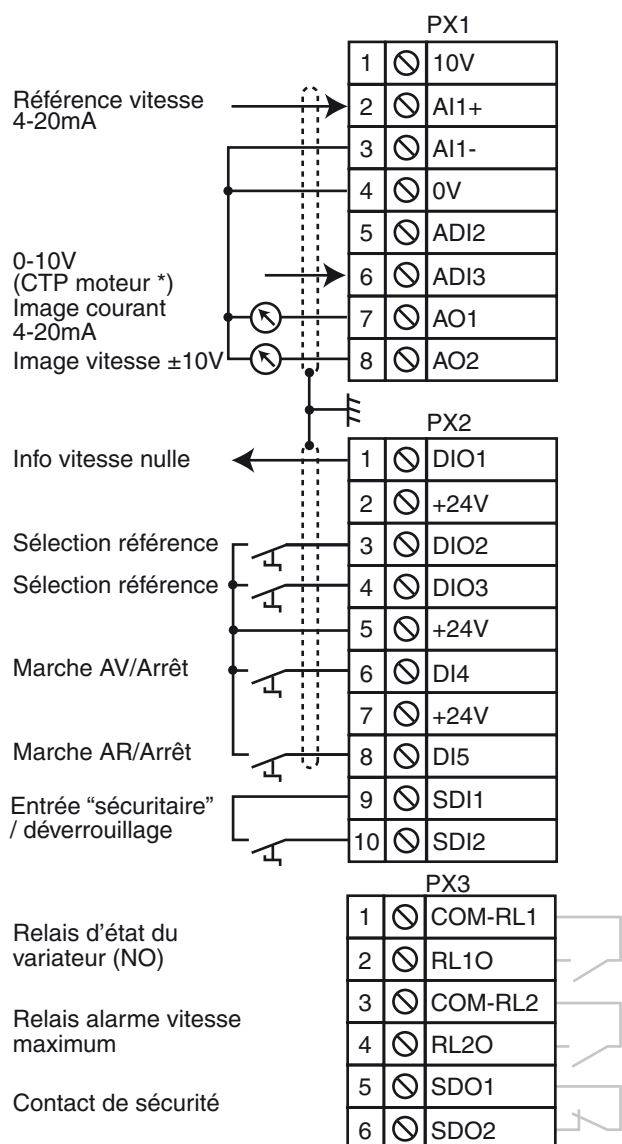 PX1
1 10V
Référence vitesse
4-20mA
2 AI1+
3 AI1-
4 0V
5 ADI2
0-10V
(CTP moteur *)
6 ADI3
Image courant
4-20mA
7 AO1
Image vitesse ±10V
8 AO2
PX2
Info vitesse nulle
1 DIO1
2 +24V
Sélection référence
3 DIO2
Sélection référence
4 DIO3
5 +24V
Marche AV/Arrêt
6 DI4
7 +24V
Marche AR/Arrêt
8 DI5
Entrée “sécuritaire”
/ déverrouillage
9 SDI1
10 SDI2
PX3
1 COM-RL1
Relais d’état du
variateur (NO)
2 RL1O
3 COM-RL2
Relais alarme vitesse
maximum
4 RL2O
5 SDO1
Contact de sécurité
6 SDO2